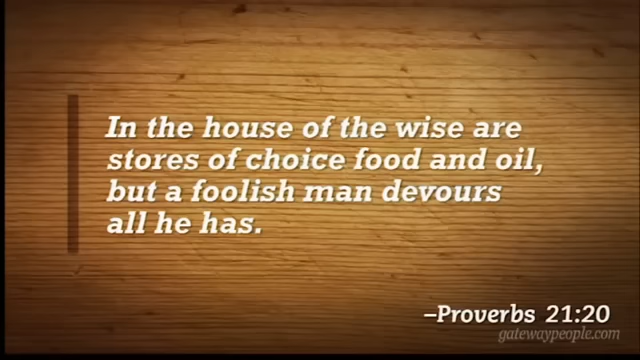 In the house of the wise are
stores of choice food and oil,
but a foolish man devours
all he has.
–Proverbs 21:20
gatewaypeople.com